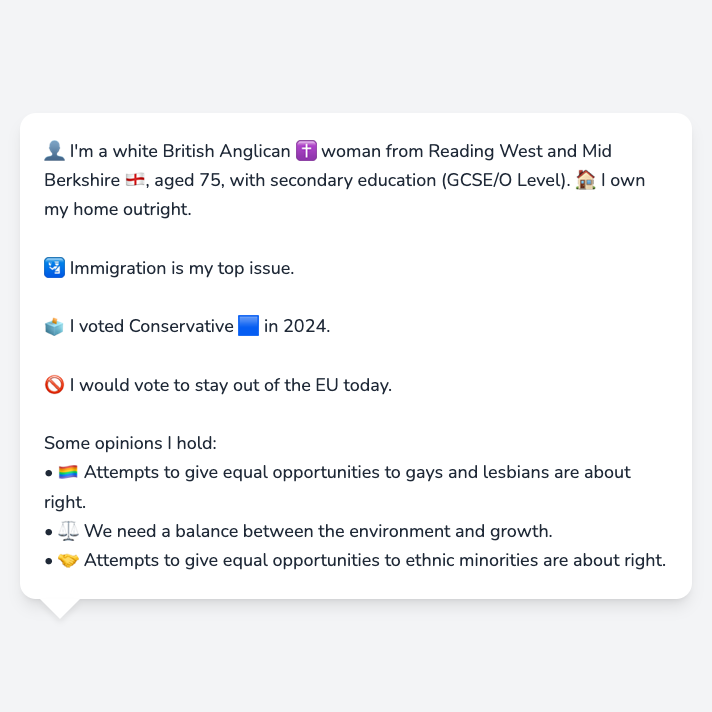 👤 I'm a white British Anglican ✝️ woman from Reading West and Mid
Berkshire 🏴󠁧󠁢󠁥󠁮󠁧󠁿, aged 75, with secondary education (GCSE/O Level). 🏠 I own
my home outright.
🛂 Immigration is my top issue.
🗳️ I voted Conservative 🟦 in 2024.
🚫 I would vote to stay out of the EU today.
Some opinions I hold:
• 🏳️‍🌈 Attempts to give equal opportunities to gays and lesbians are about
right.
• ⚖️ We need a balance between the environment and growth.
• 🤝 Attempts to give equal opportunities to ethnic minorities are about right.